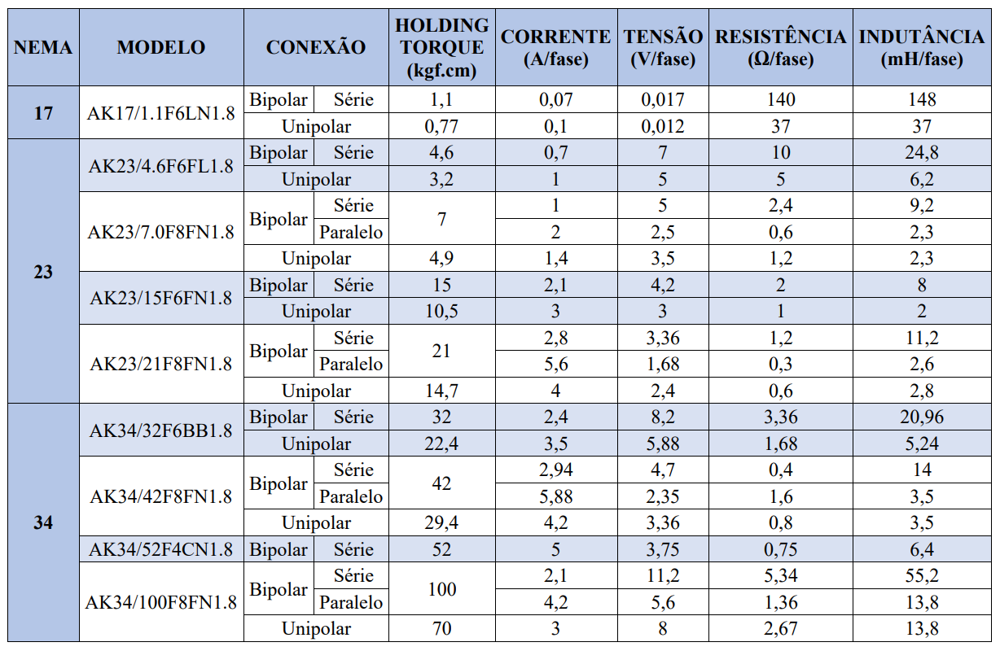 NEMA MODELO CONEXÃO HOLDING TORQUE (kgf.cm) CORRENTE (A/fase) TENSÃO (V/fase) RESISTÊNCIA (Ω/fase) INDUTÂNCIA (mH/fase)
17 AK17/1.1F6LN1.8 Bipolar Série 1,1 0,07 0,017 140 148
Unipolar 0,77 0,1 0,012 37 37
23 AK23/4.6F6FL1.8 Bipolar Série 4,6 0,7 7 10 24,8
Unipolar 3,2 1 5 5 6,2
AK23/7.0F8FN1.8 Bipolar Série 7 1 5 2,4 9,2
Paralelo 2 2,5 0,6 2,3
Unipolar 4,9 1,4 3,5 1,2 2,3
AK23/15F6FN1.8 Bipolar Série 15 2,1 4,2 2 8
Unipolar 10,5 3 3 1 2
AK23/21F8FN1.8 Bipolar Série 21 2,8 3,36 1,2 11,2
Paralelo 5,6 1,68 0,3 2,6
Unipolar 14,7 4 2,4 0,6 2,8
34 AK34/32F6BB1.8 Bipolar Série 32 2,4 8,2 3,36 20,96
Unipolar 22,4 3,5 5,88 1,68 5,24
AK34/42F8FN1.8 Bipolar Série 42 2,94 4,7 0,4 14
Paralelo 5,88 2,35 1,6 3,5
Unipolar 29,4 4,2 3,36 0,8 3,5
AK34/52F4CN1.8 Bipolar Série 52 5 3,75 0,75 6,4
AK34/100F8FN1.8 Bipolar Série 100 2,1 11,2 5,34 55,2
Paralelo 4,2 5,6 1,36 13,8
Unipolar 70 3 8 2,67 13,8